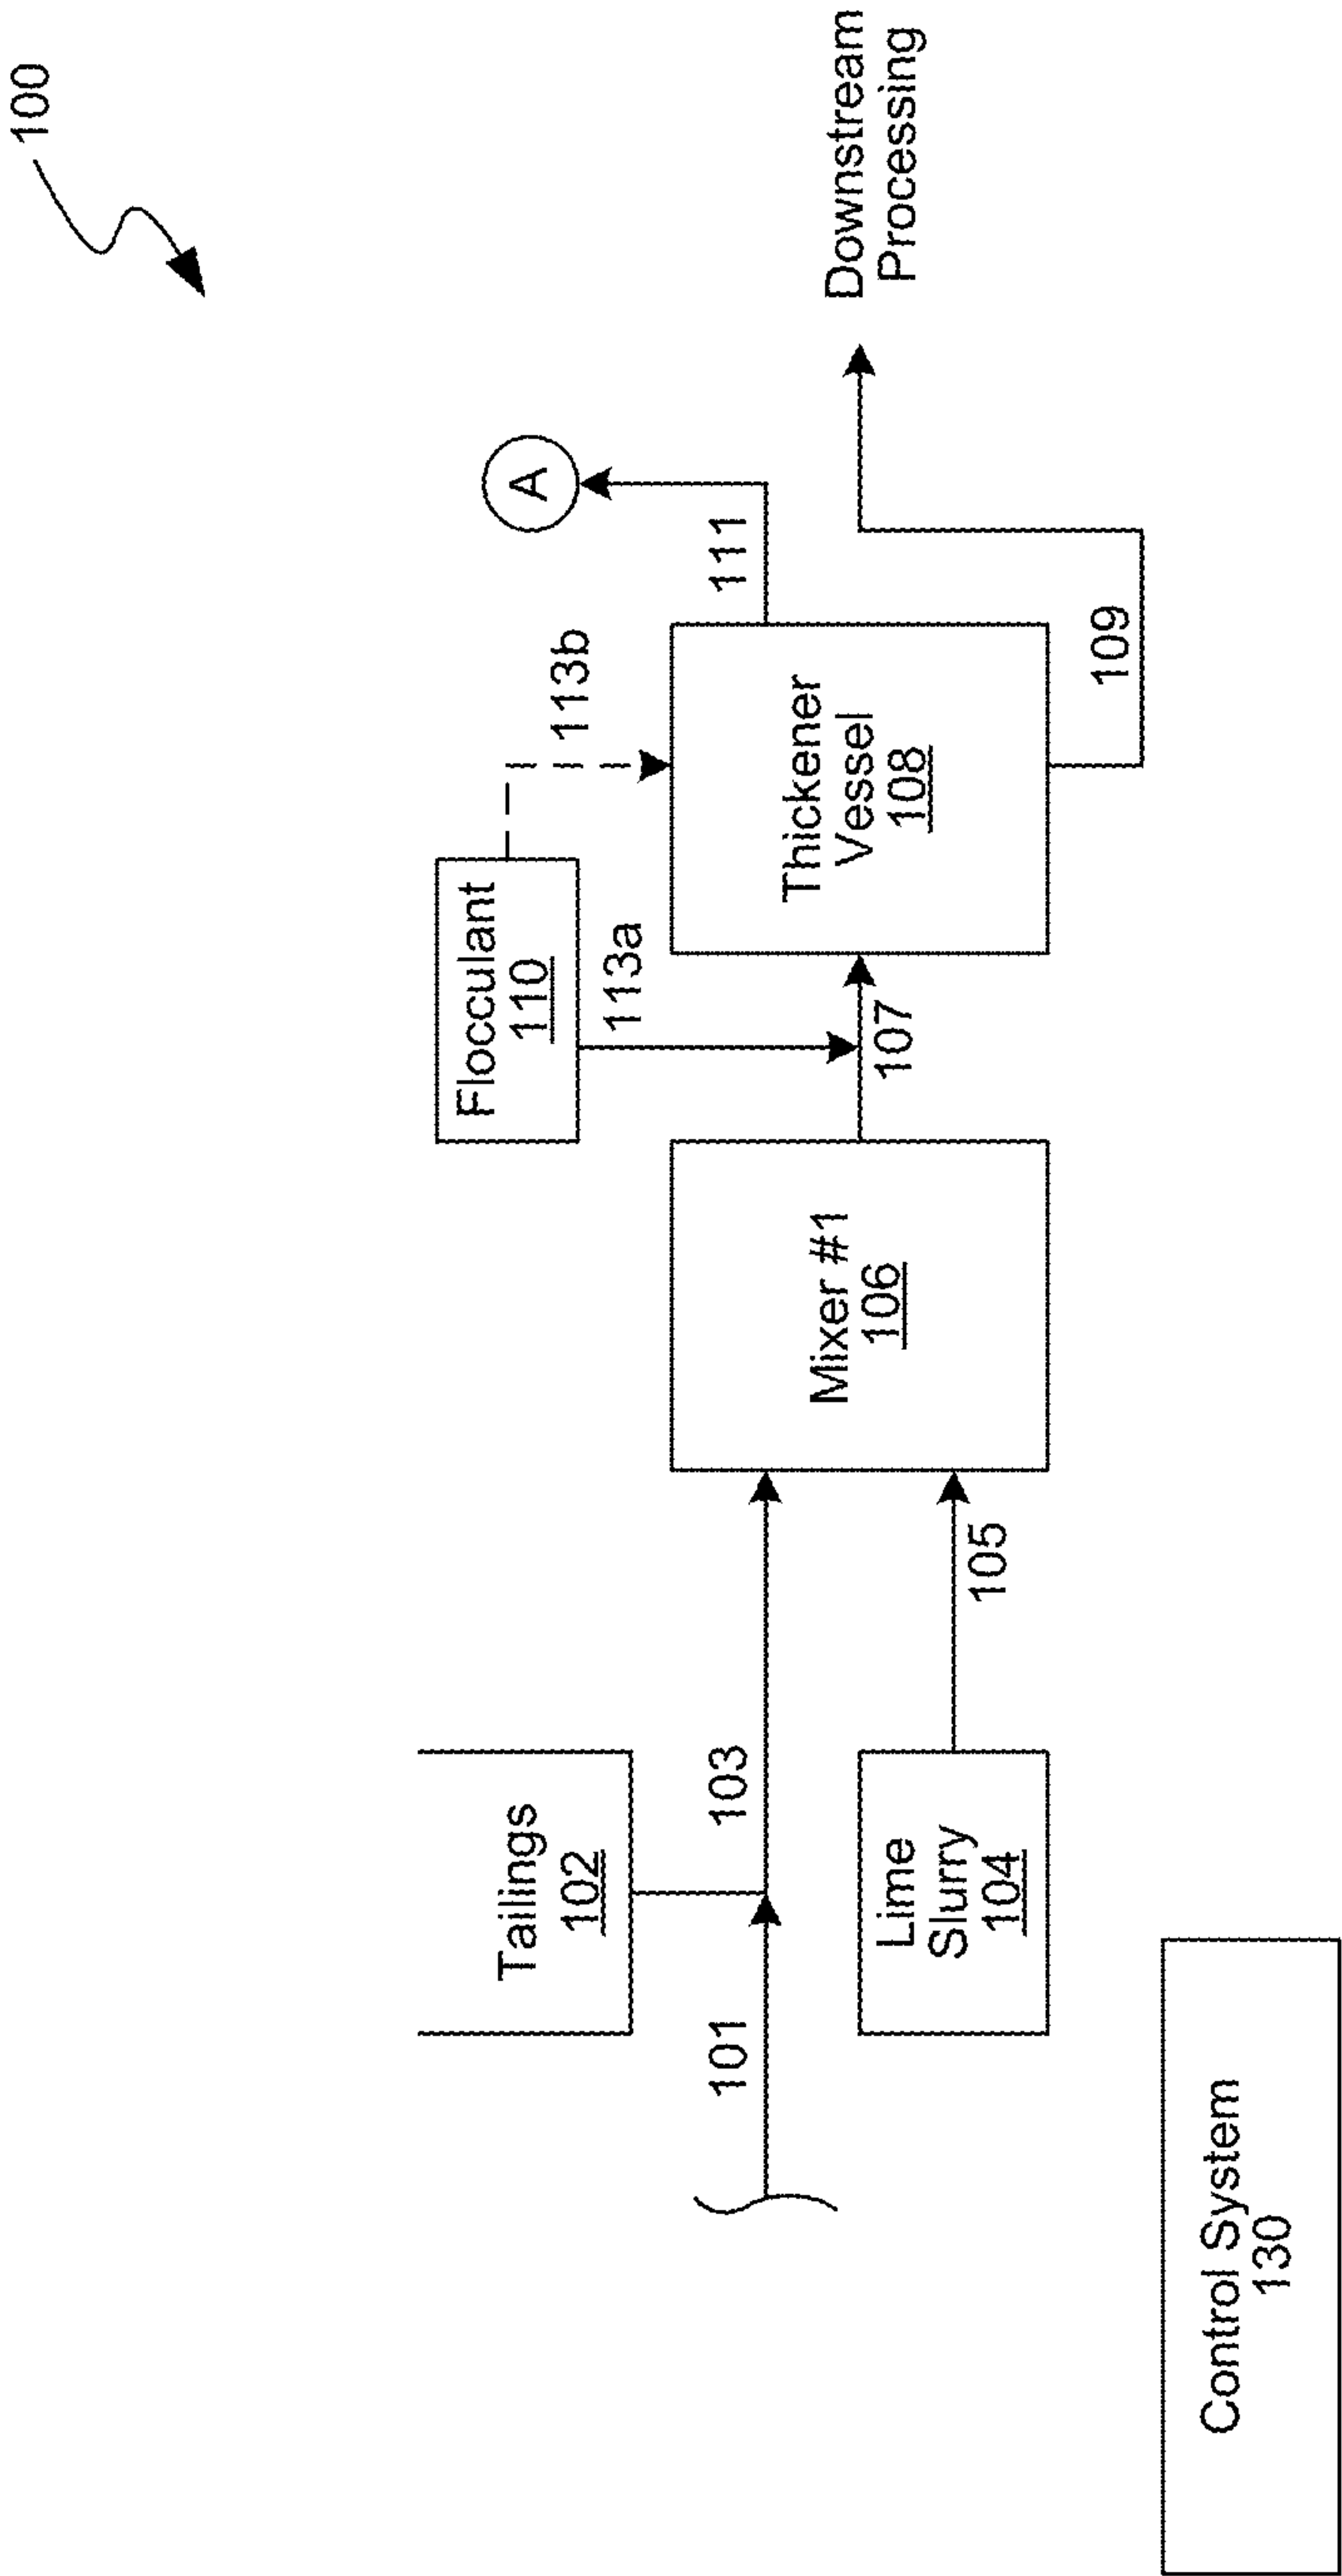 100
Tailings
102
101
103
Lime
Slurry
104
105
Mixer #1
106
Flocculant
110
113a
113b
107
Thickener
Vessel
108
111
A
109
Downstream
Processing
Control System
130